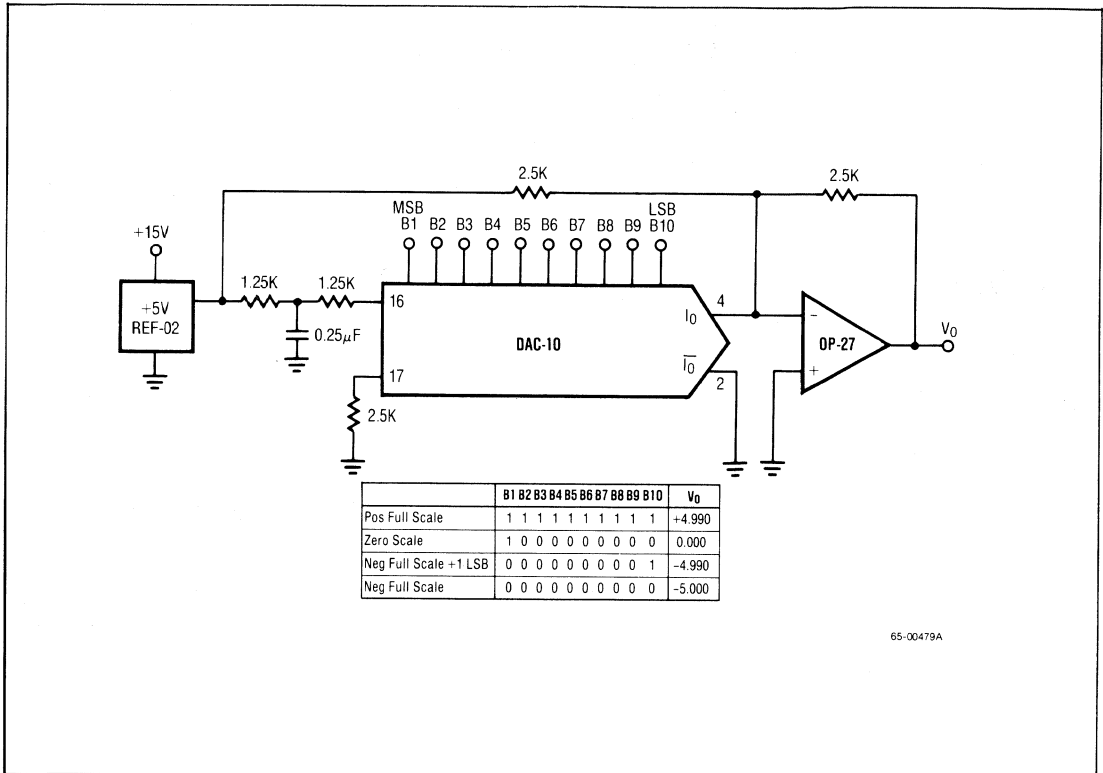 2.5K
2.5K
MSB
LSB
B1 B2 B3 B4 B5 B6 B7 B8 B9 B10
+15V
+5V
REF-02
1.25K
1.25K
0.25µF
16
17
2.5K
DAC-10
I0
4
I0
2
−
+
OP-27
V0
B1 B2 B3 B4 B5 B6 B7 B8 B9 B10 V0
Pos Full Scale 1 1 1 1 1 1 1 1 1 1 +4.990
Zero Scale 1 0 0 0 0 0 0 0 0 0 0.000
Neg Full Scale +1 LSB 0 0 0 0 0 0 0 0 0 1 −4.990
Neg Full Scale 0 0 0 0 0 0 0 0 0 0 −5.000
65-00479A